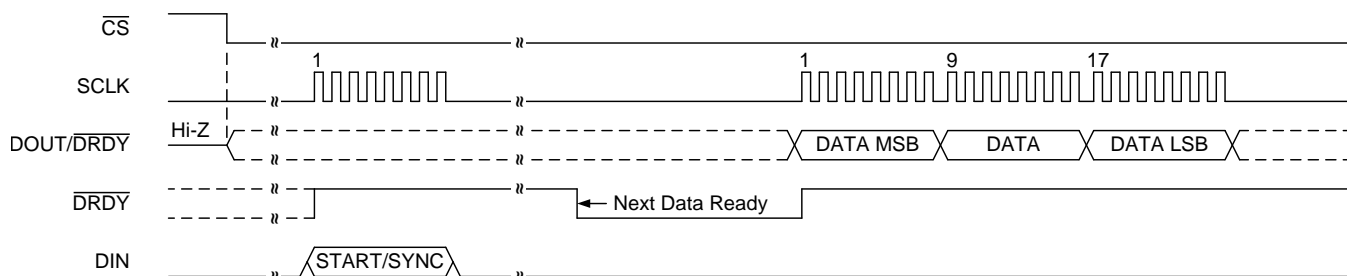 CS
1
1
9
17
SCLK
Hi-Z
DOUT/DRDY
DATA MSB
DATA
DATA LSB
DRDY
Next Data Ready
DIN
START/SYNC